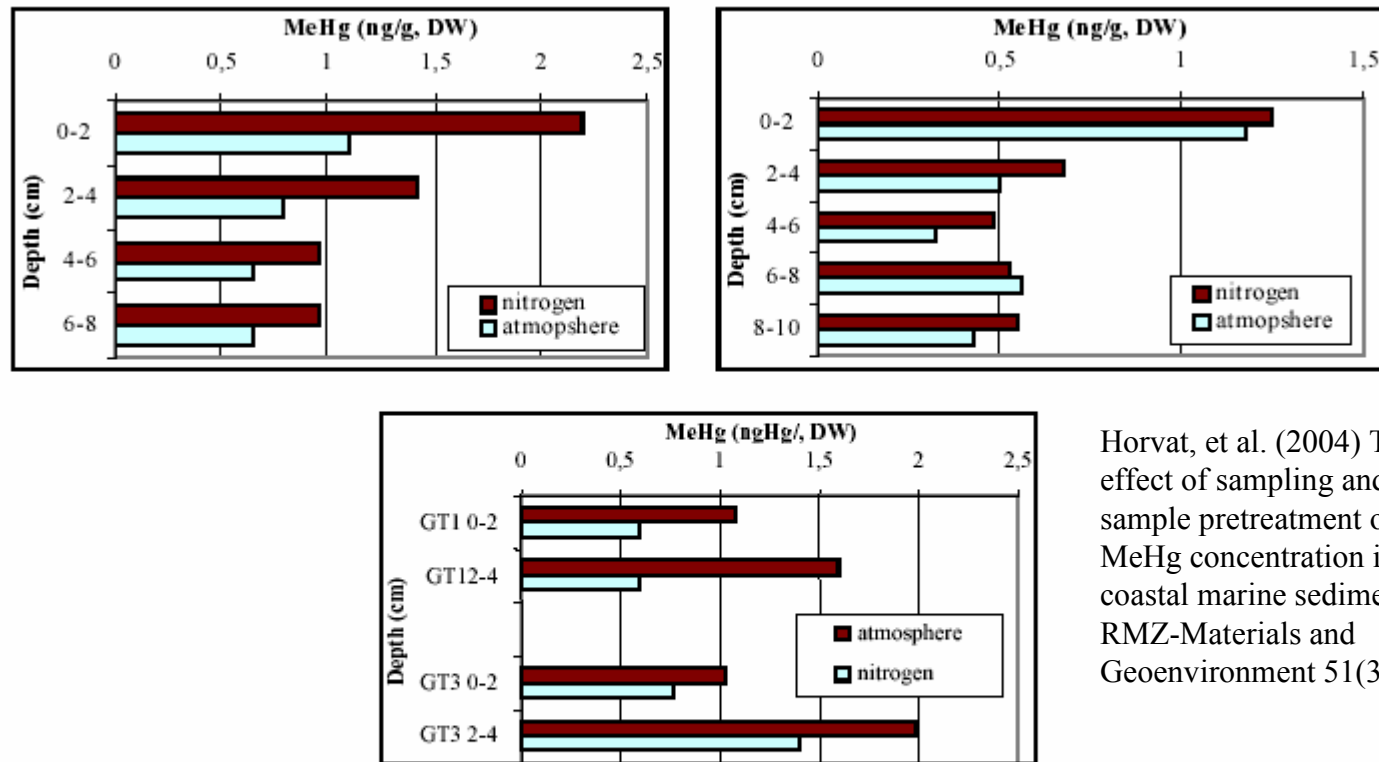 MeHg (ng/g, DW)
0 0,5 1 1,5 2 2,5
Depth (cm)
0-2
2-4
4-6
6-8
nitrogen
atmopshere
MeHg (ng/g, DW)
0 0,5 1 1,5
Depth (cm)
0-2
2-4
4-6
6-8
8-10
nitrogen
atmopshere
MeHg (ngHg/, DW)
0 0,5 1 1,5 2 2,5
Depth (cm)
GT1 0-2
GT12-4
GT3 0-2
GT3 2-4
atmosphere
nitrogen
Horvat, et al. (2004) T
effect of sampling and
sample pretreatment o
MeHg concentration i
coastal marine sedime
RMZ-Materials and
Geoenvironment 51(3